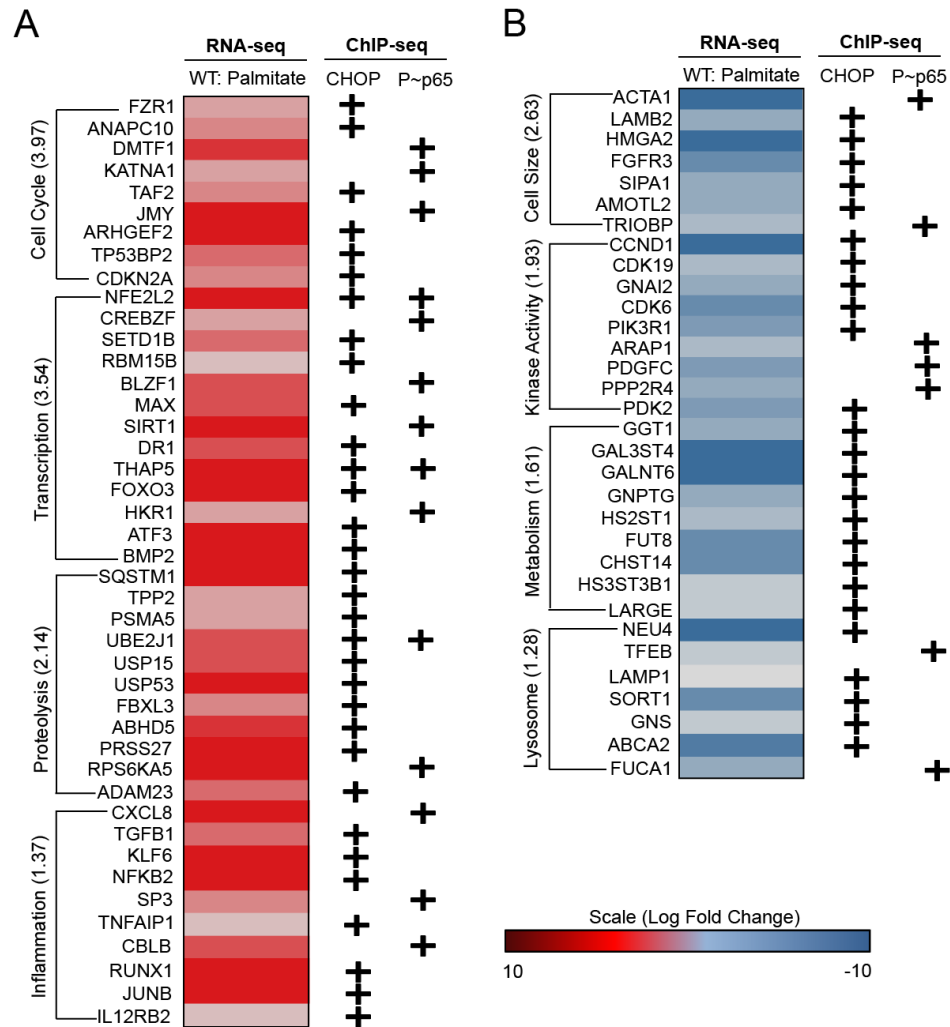 A
RNA-seq
ChIP-seq
WT: Palmitate
CHOP
P~p65
Cell Cycle (3.97)
FZR1
ANAPC10
DMTF1
KATNA1
TAF2
JMY
ARHGEF2
TP53BP2
CDKN2A
Transcription (3.54)
NFE2L2
CREBZF
SETD1B
RBM15B
BLZF1
MAX
SIRT1
DR1
THAP5
FOXO3
HKR1
ATF3
BMP2
Proteolysis (2.14)
SQSTM1
TPP2
PSMA5
UBE2J1
USP15
USP53
FBXL3
ABHD5
PRSS27
RPS6KA5
ADAM23
Inflammation (1.37)
CXCL8
TGFB1
KLF6
NFKB2
SP3
TNFAIP1
CBLB
RUNX1
JUNB
IL12RB2
B
RNA-seq
ChIP-seq
WT: Palmitate
CHOP
P~p65
Cell Size (2.63)
ACTA1
LAMB2
HMGA2
FGFR3
SIPA1
AMOTL2
TRIOBP
Kinase Activity (1.93)
CCND1
CDK19
GNAI2
CDK6
PIK3R1
ARAP1
PDGFC
PPP2R4
PDK2
Metabolism (1.61)
GGT1
GAL3ST4
GALNT6
GNPTG
HS2ST1
FUT8
CHST14
HS3ST3B1
LARGE
Lysosome (1.28)
NEU4
TFEB
LAMP1
SORT1
GNS
ABCA2
FUCA1
Scale (Log Fold Change)
10
-10